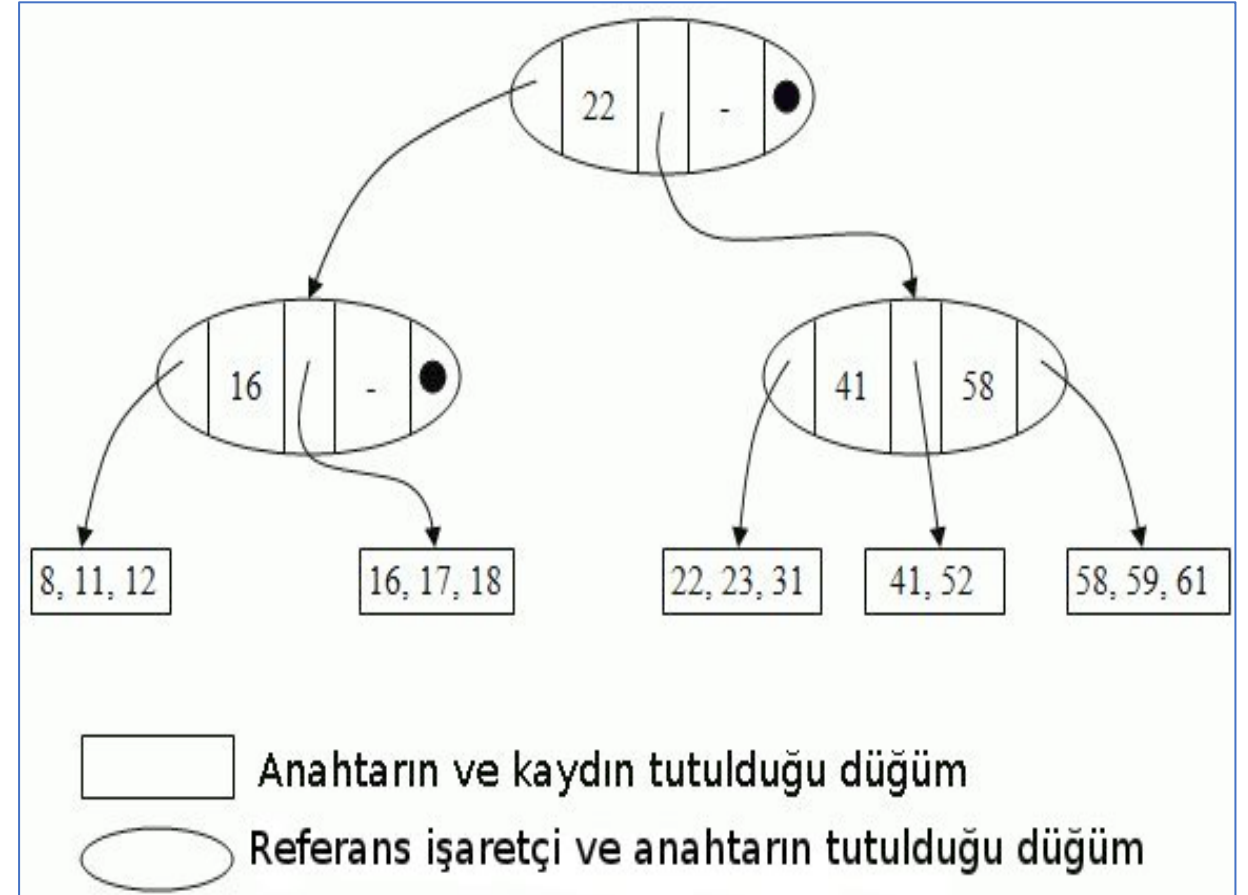 22 -
16 -
41 58
8, 11, 12
16, 17, 18
22, 23, 31
41, 52
58, 59, 61
Anahtarın ve kaydın tutulduğu düğüm
Referans işaretçi ve anahtarın tutulduğu düğüm